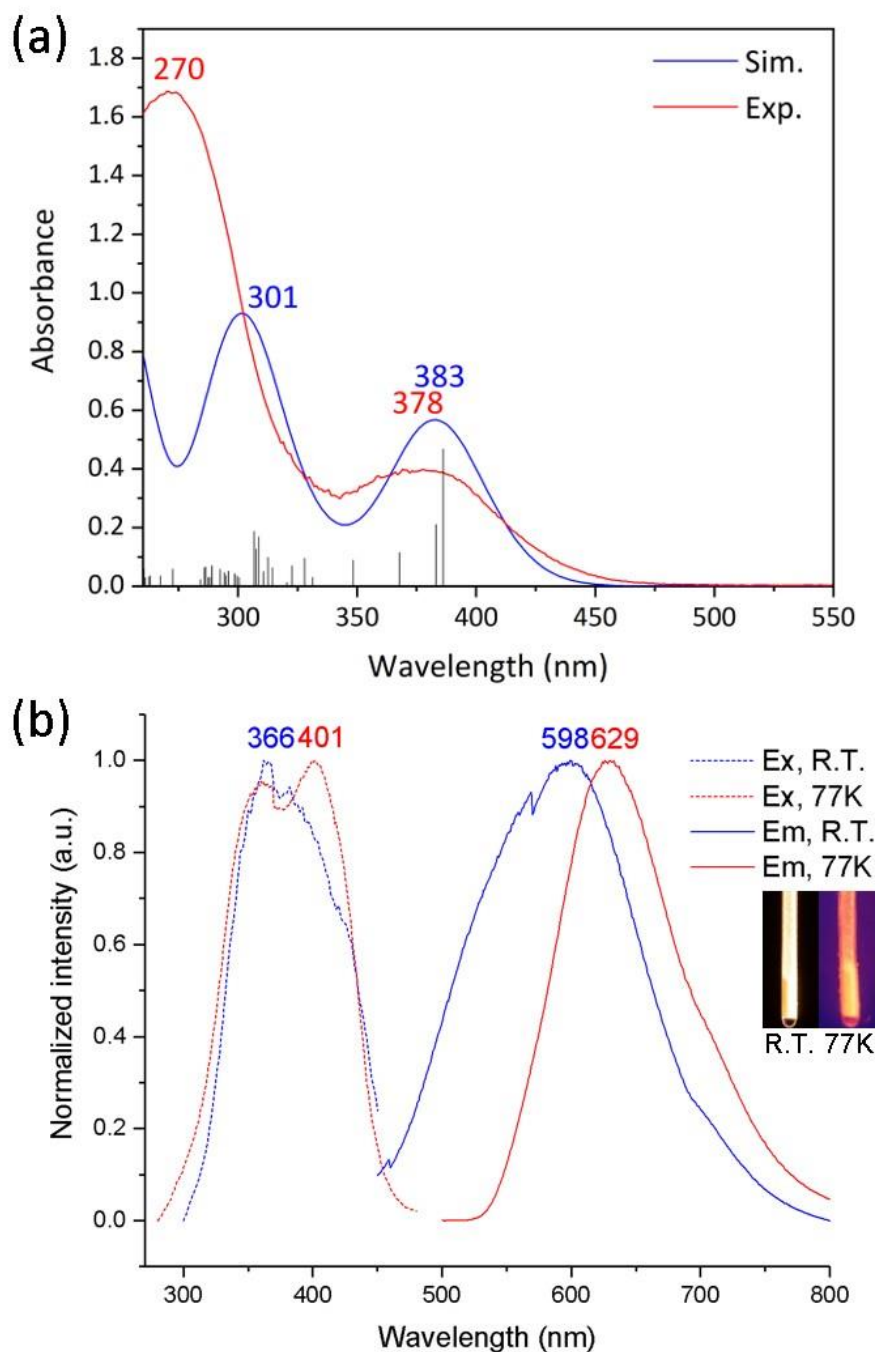 (a)
1.8
1.6
1.4
1.2
1.0
0.8
0.6
0.4
0.2
0.0
Absorbance
270
301
383
378
Sim.
Exp.
300 350 400 450 500 550
Wavelength (nm)
(b)
1.0
0.8
0.6
0.4
0.2
0.0
Normalized intensity (a.u.)
366 401 598 629
Ex, R.T.
Ex, 77K
Em, R.T.
Em, 77K
R.T. 77K
300 400 500 600 700 800
Wavelength (nm)